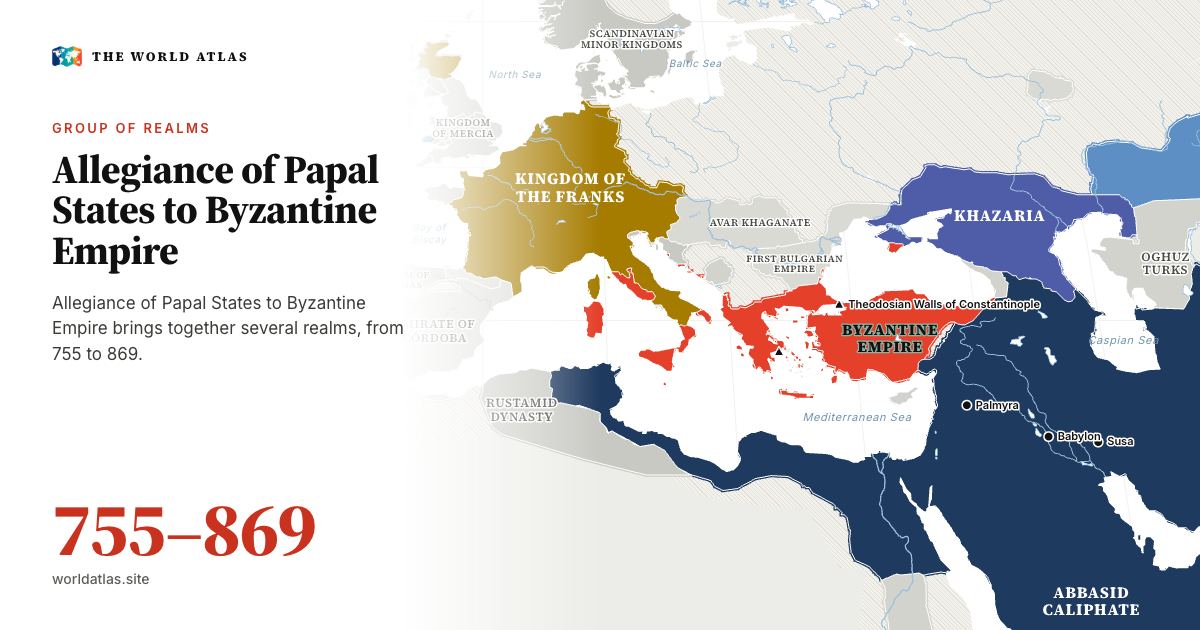 THE WORLD ATLAS
GROUP OF REALMS
Allegiance of Papal
States to Byzantine
Empire
Allegiance of Papal States to Byzantine
Empire brings together several realms, from
755 to 869.
755–869
worldatlas.site
SCANDINAVIAN
MINOR KINGDOMS
North Sea
Baltic Sea
KINGDOM
OF MERCIA
KINGDOM OF
THE FRANKS
Bay of
Biscay
AVAR KHAGANATE
KHAZARIA
FIRST BULGARIAN
EMPIRE
OGHUZ
TURKS
Theodosian Walls of Constantinople
BYZANTINE
EMPIRE
Caspian Sea
RUSTAMID
DYNASTY
Mediterranean Sea
Palmyra
Babylon
Susa
ABBASID
CALIPHATE